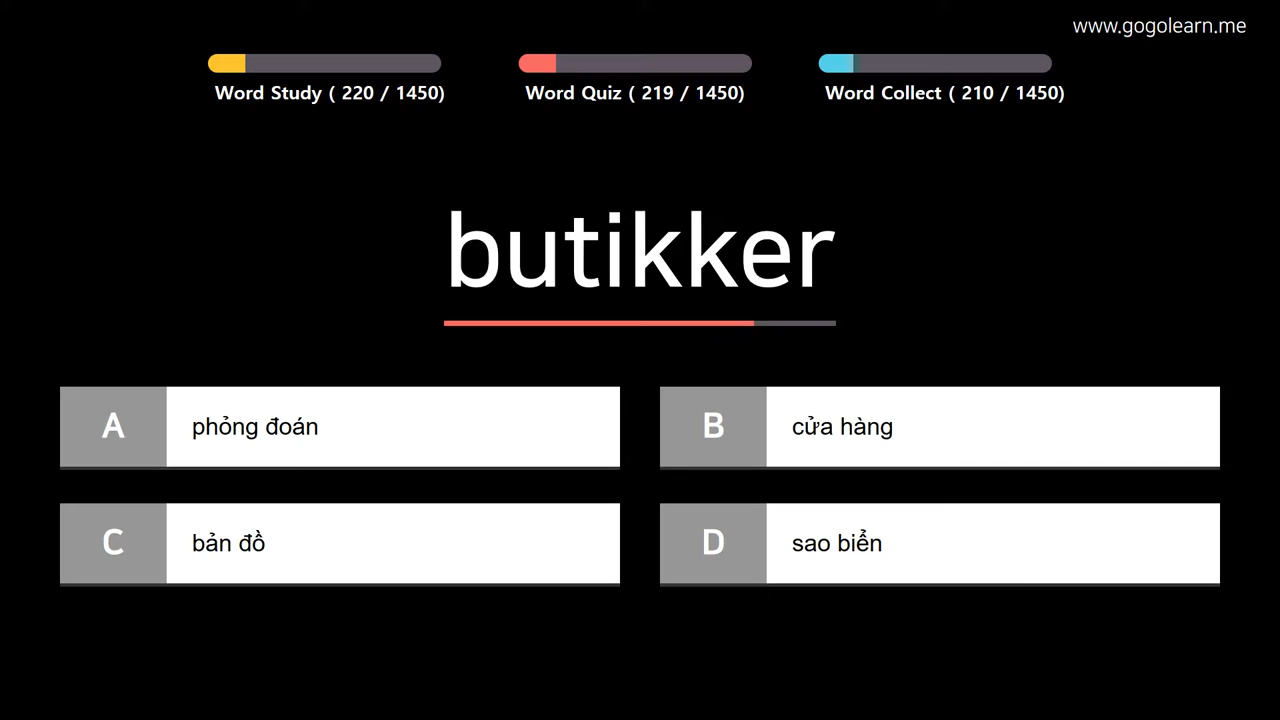 www.gogolearn.me
Word Study ( 220 / 1450)
Word Quiz ( 219 / 1450)
Word Collect ( 210 / 1450)
butikker
A phỏng đoán
B cửa hàng
C bản đồ
D sao biển